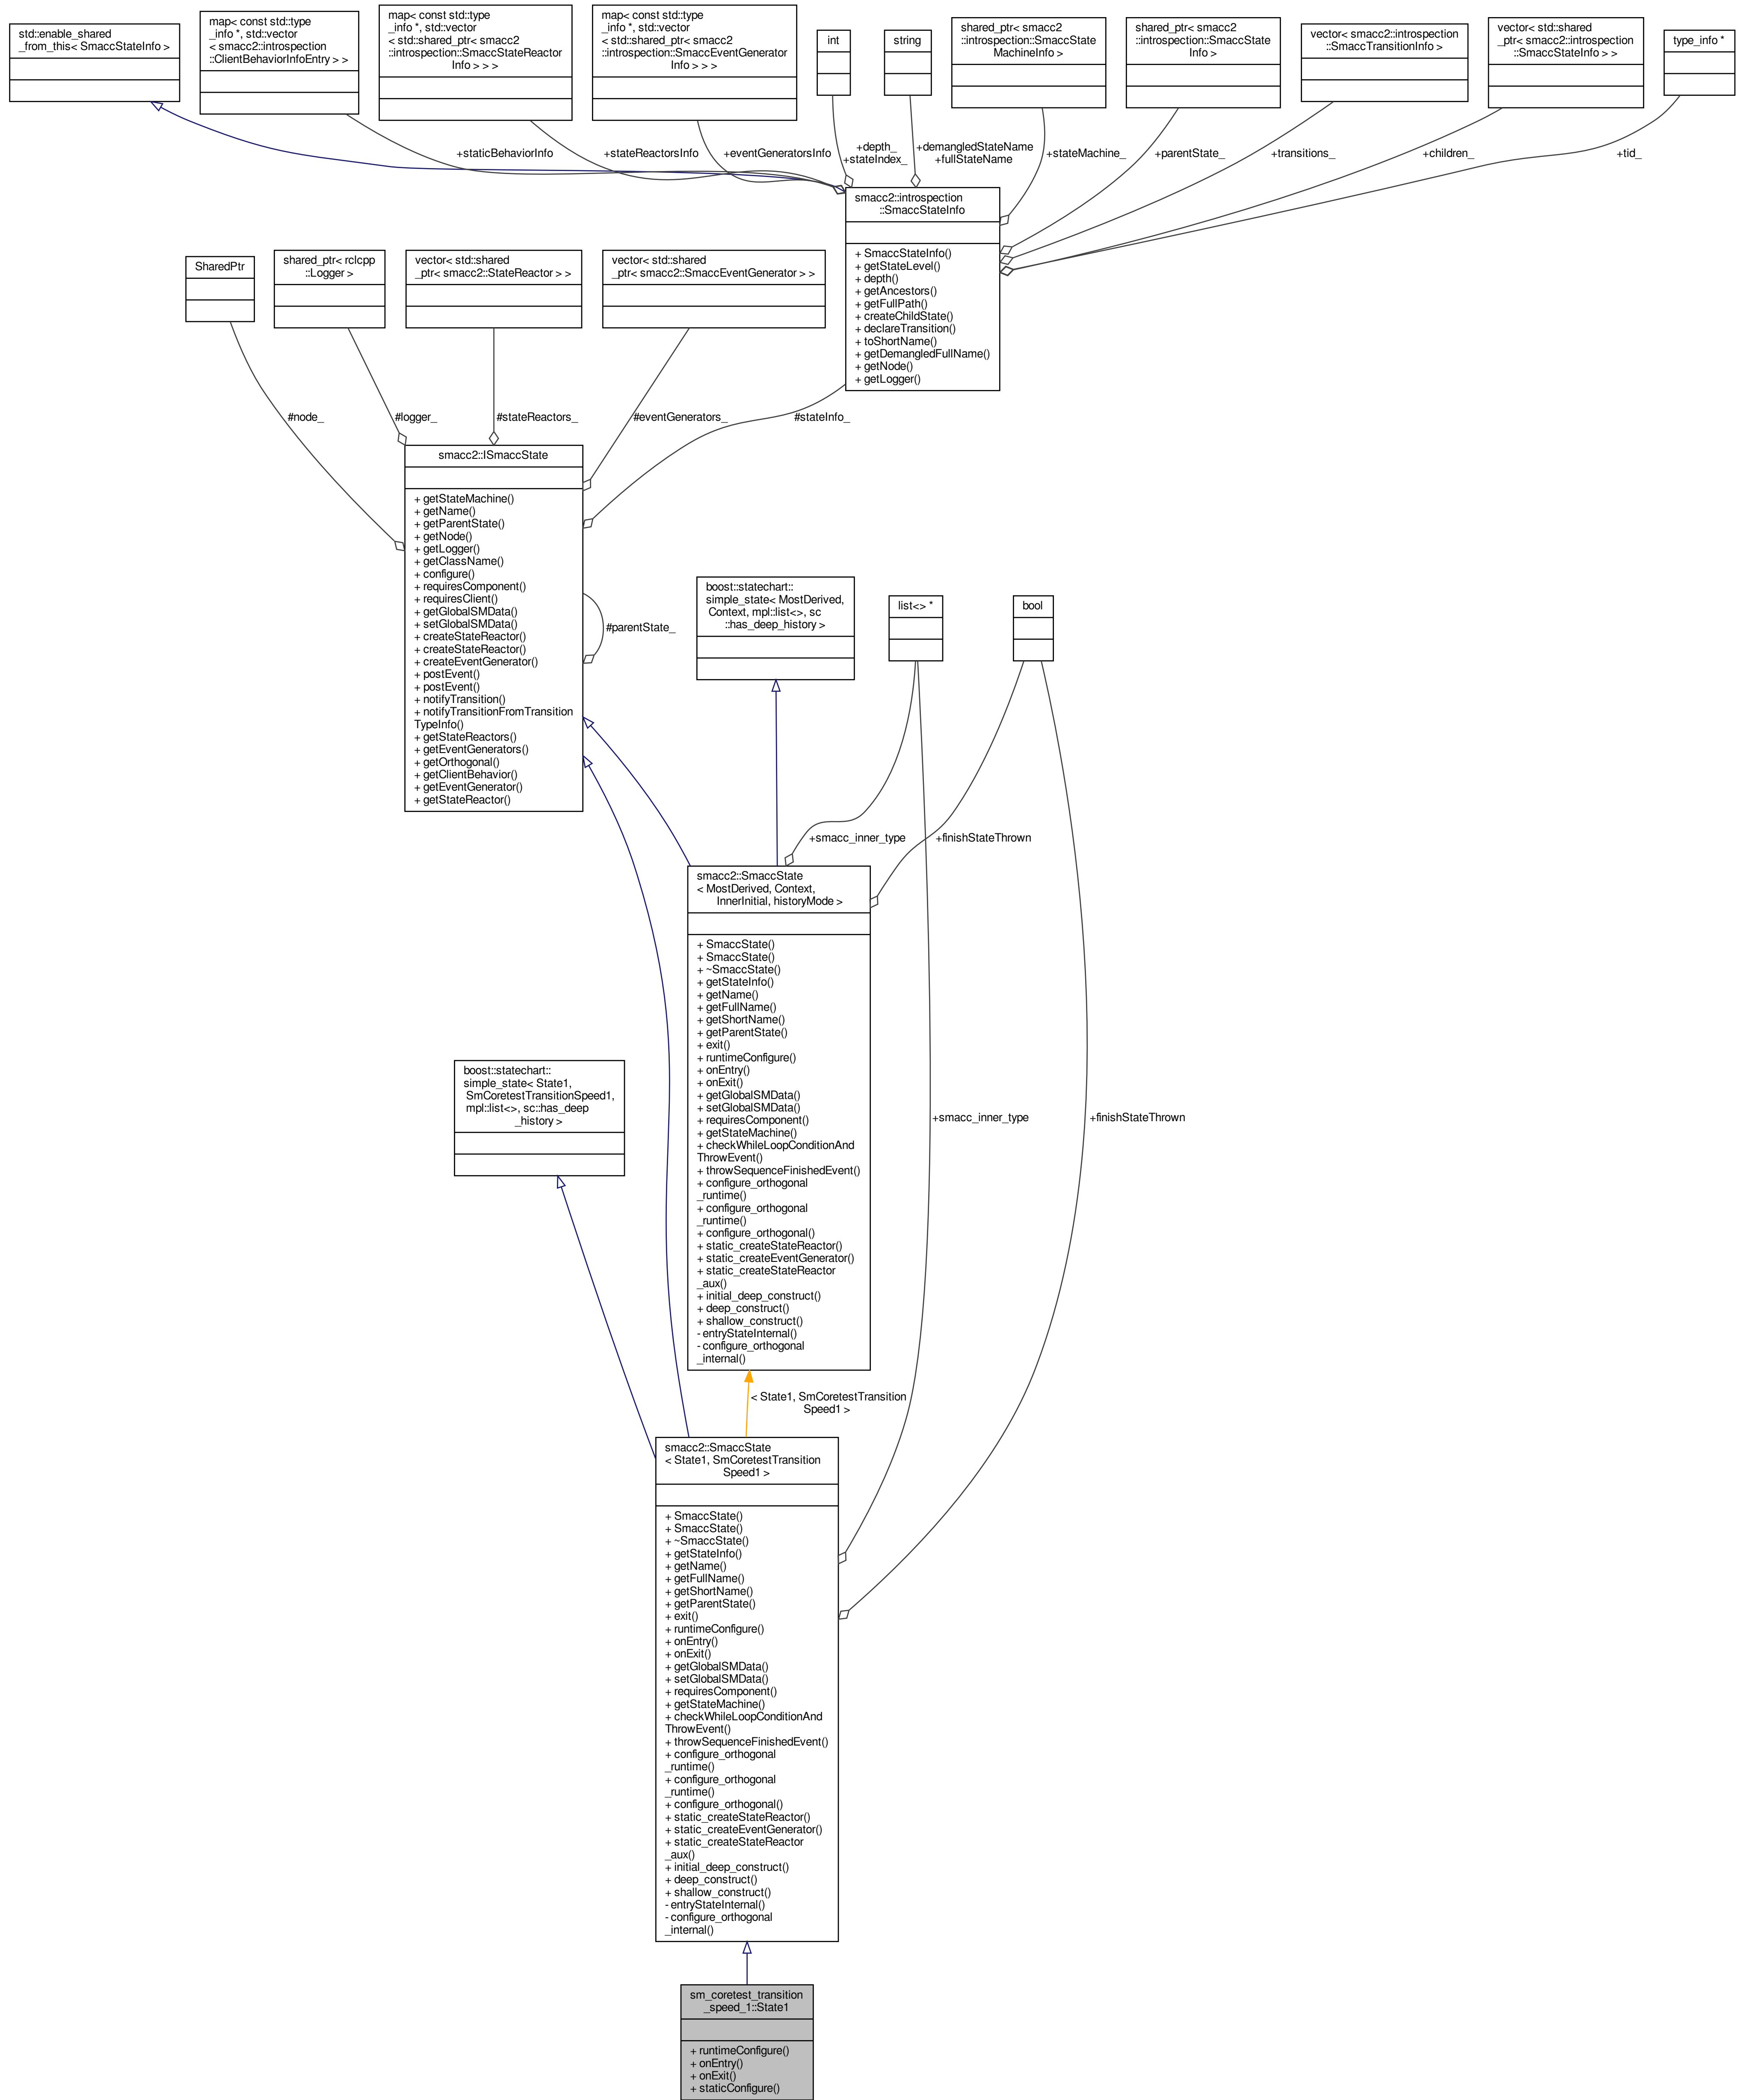 std::enable_shared
_from_this< SmaccStateInfo >
map< const std::type
_info *, std::vector
< smacc2::introspection
::ClientBehaviorInfoEntry > >
map< const std::type
_info *, std::vector
< std::shared_ptr< smacc2
::introspection::SmaccStateReactor
Info > > >
map< const std::type
_info *, std::vector
< std::shared_ptr< smacc2
::introspection::SmaccEventGenerator
Info > > >
int
string
shared_ptr< smacc2
::introspection::SmaccState
MachineInfo >
shared_ptr< smacc2
::introspection::SmaccState
Info >
vector< smacc2::introspection
::SmaccTransitionInfo >
vector< std::shared
_ptr< smacc2::introspection
::SmaccStateInfo > >
type_info *
+staticBehaviorInfo
+stateReactorsInfo
+eventGeneratorsInfo
+depth_
+stateIndex_
+demangledStateName
+fullStateName
+stateMachine_
+parentState_
+transitions_
+children_
+tid_
smacc2::introspection
::SmaccStateInfo
+ SmaccStateInfo()
+ getStateLevel()
+ depth()
+ getAncestors()
+ getFullPath()
+ createChildState()
+ declareTransition()
+ toShortName()
+ getDemangledFullName()
+ getNode()
+ getLogger()
SharedPtr
shared_ptr< rclcpp
::Logger >
vector< std::shared
_ptr< smacc2::StateReactor > >
vector< std::shared
_ptr< smacc2::SmaccEventGenerator > >
#node_
#logger_
#stateReactors_
#eventGenerators_
#stateInfo_
smacc2::ISmaccState
+ getStateMachine()
+ getName()
+ getParentState()
+ getNode()
+ getLogger()
+ getClassName()
+ configure()
+ requiresComponent()
+ requiresClient()
+ getGlobalSMData()
+ setGlobalSMData()
+ createStateReactor()
+ createStateReactor()
+ createEventGenerator()
+ postEvent()
+ postEvent()
+ notifyTransition()
+ notifyTransitionFromTransition
TypeInfo()
+ getStateReactors()
+ getEventGenerators()
+ getOrthogonal()
+ getClientBehavior()
+ getEventGenerator()
+ getStateReactor()
#parentState_
boost::statechart::
simple_state< MostDerived,
Context, mpl::list<>, sc
::has_deep_history >
list<> *
bool
+smacc_inner_type
+finishStateThrown
smacc2::SmaccState
< MostDerived, Context,
InnerInitial, historyMode >
+ SmaccState()
+ SmaccState()
+ ~SmaccState()
+ getStateInfo()
+ getName()
+ getFullName()
+ getShortName()
+ getParentState()
+ exit()
+ runtimeConfigure()
+ onEntry()
+ onExit()
+ getGlobalSMData()
+ setGlobalSMData()
+ requiresComponent()
+ getStateMachine()
+ checkWhileLoopConditionAnd
ThrowEvent()
+ throwSequenceFinishedEvent()
+ configure_orthogonal
_runtime()
+ configure_orthogonal
_runtime()
+ configure_orthogonal()
+ static_createStateReactor()
+ static_createEventGenerator()
+ static_createStateReactor
_aux()
+ initial_deep_construct()
+ deep_construct()
+ shallow_construct()
- entryStateInternal()
- configure_orthogonal
_internal()
boost::statechart::
simple_state< State1,
SmCoretestTransitionSpeed1,
mpl::list<>, sc::has_deep
_history >
+smacc_inner_type
+finishStateThrown
< State1, SmCoretestTransition
Speed1 >
smacc2::SmaccState
< State1, SmCoretestTransition
Speed1 >
+ SmaccState()
+ SmaccState()
+ ~SmaccState()
+ getStateInfo()
+ getName()
+ getFullName()
+ getShortName()
+ getParentState()
+ exit()
+ runtimeConfigure()
+ onEntry()
+ onExit()
+ getGlobalSMData()
+ setGlobalSMData()
+ requiresComponent()
+ getStateMachine()
+ checkWhileLoopConditionAnd
ThrowEvent()
+ throwSequenceFinishedEvent()
+ configure_orthogonal
_runtime()
+ configure_orthogonal
_runtime()
+ configure_orthogonal()
+ static_createStateReactor()
+ static_createEventGenerator()
+ static_createStateReactor
_aux()
+ initial_deep_construct()
+ deep_construct()
+ shallow_construct()
- entryStateInternal()
- configure_orthogonal
_internal()
sm_coretest_transition
_speed_1::State1
+ runtimeConfigure()
+ onEntry()
+ onExit()
+ staticConfigure()